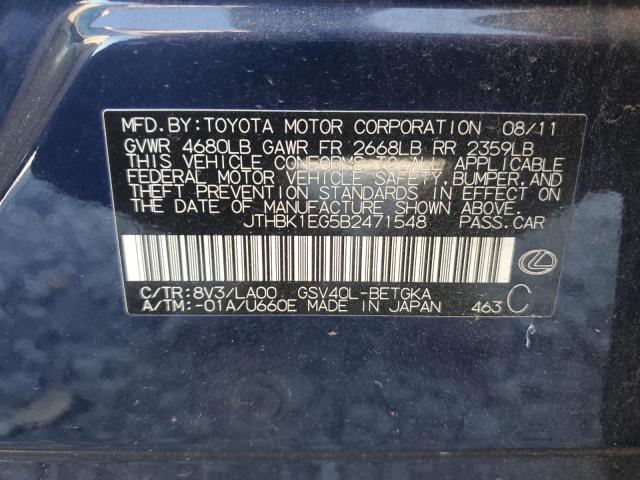 MFD.BY:TOYOTA MOTOR CORPORATION 08/11
GVWR 4680LB GAWR FR 2668LB RR 2359LB
THIS VEHICLE CONFORMS TO ALL APPLICABLE
FEDERAL MOTOR VEHICLE SAFETY, BUMPER, AND
THEFT PREVENTION STANDARDS IN EFFECT ON
THE DATE OF MANUFACTURE SHOWN ABOVE.
JTHBK1EG5B2471548 PASS.CAR
C/TR:8V3/LA00 GSV40L-BETGKA
A/TM:-01A/U660E MADE IN JAPAN 463 C